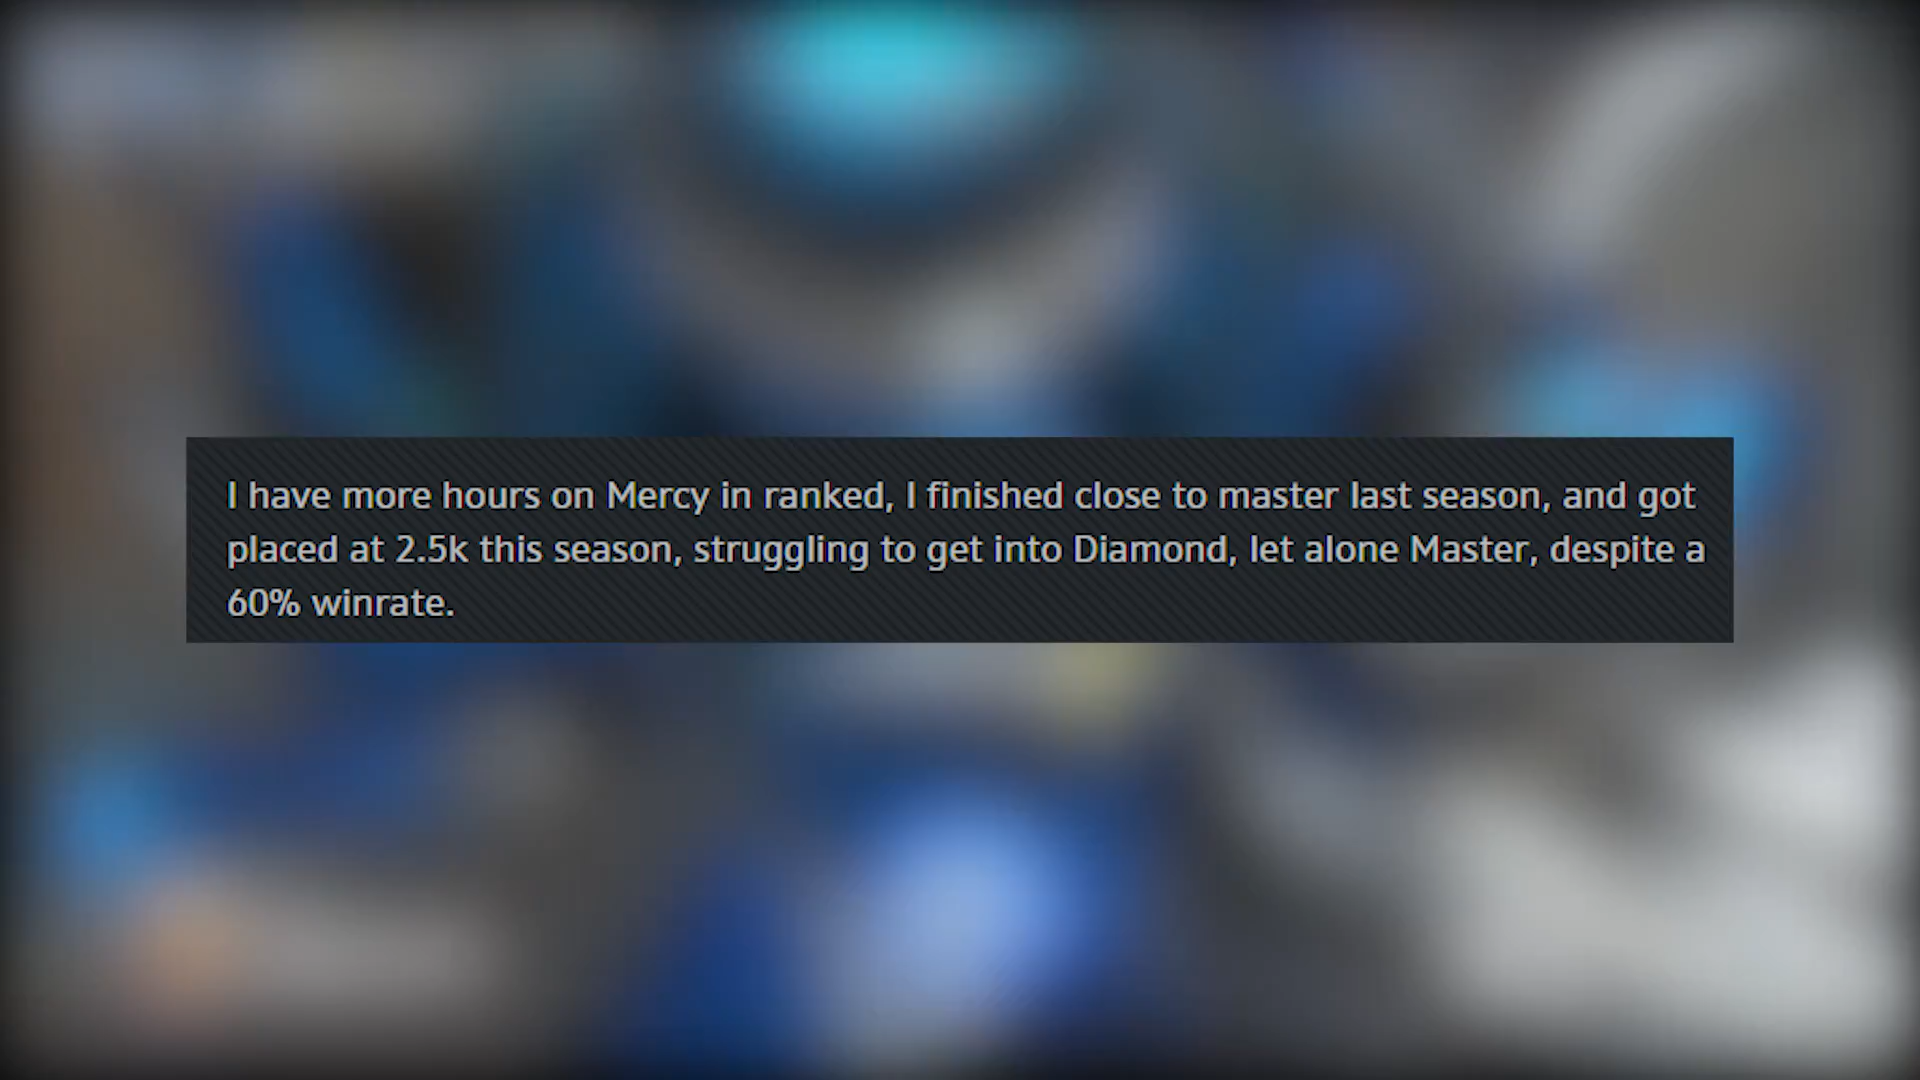 I have more hours on Mercy in ranked, I finished close to master last season, and got
placed at 2.5k this season, struggling to get into Diamond, let alone Master, despite a
60% winrate.